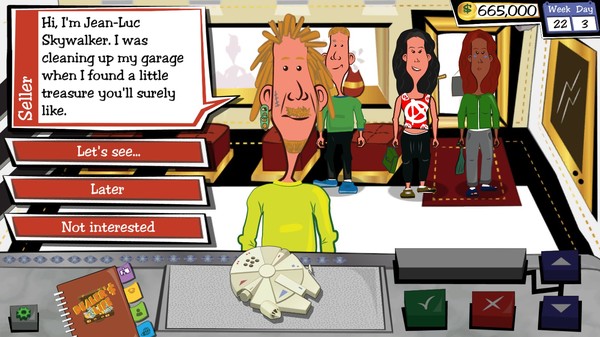 Seller
Hi, I'm Jean-Luc
Skywalker. I was
cleaning up my garage
when I found a little
treasure you'll surely
like.
Let's see...
Later
Not interested
665,000
Week Day
22 3
DEALER'S
LIFE